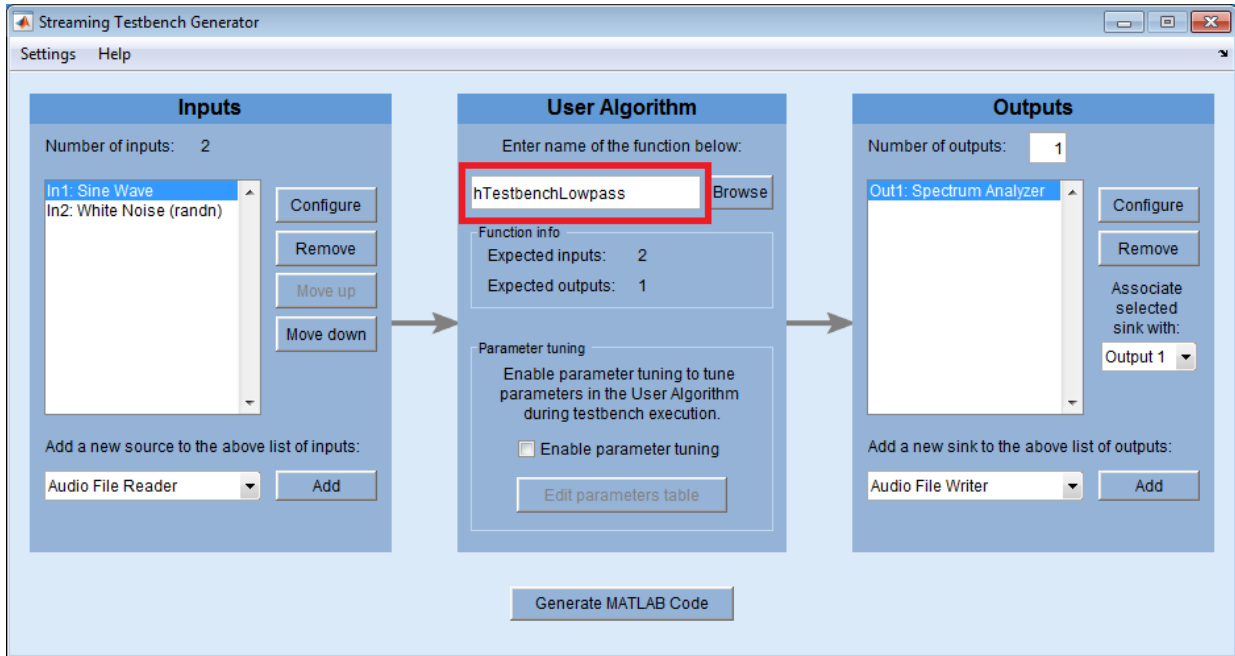 Streaming Testbench Generator
Settings Help
Inputs
Number of inputs: 2
In1: Sine Wave
In2: White Noise (randn)
Configure
Remove
Move up
Move down
Add a new source to the above list of inputs:
Audio File Reader
Add
User Algorithm
Enter name of the function below:
hTestbenchLowpass
Browse
Function info
Expected inputs: 2
Expected outputs: 1
Parameter tuning
Enable parameter tuning to tune
parameters in the User Algorithm
during testbench execution.
Enable parameter tuning
Edit parameters table
Outputs
Number of outputs: 1
Out1: Spectrum Analyzer
Configure
Remove
Associate
selected
sink with:
Output 1
Add a new sink to the above list of outputs:
Audio File Writer
Add
Generate MATLAB Code